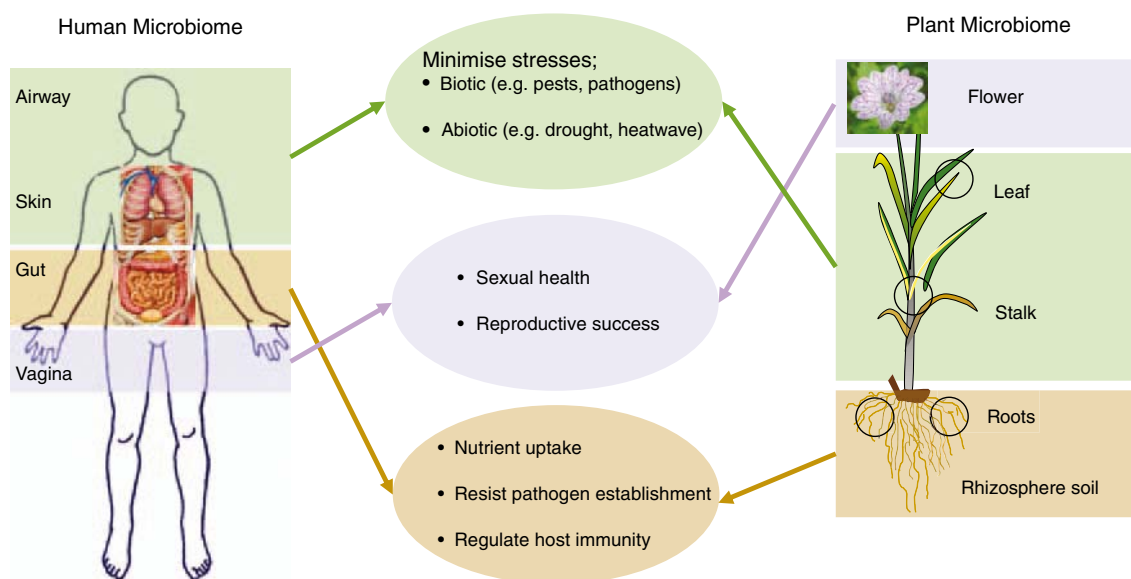 Human Microbiome
Airway
Skin
Gut
Vagina
Minimise stresses;
• Biotic (e.g. pests, pathogens)
• Abiotic (e.g. drought, heatwave)
• Sexual health
• Reproductive success
• Nutrient uptake
• Resist pathogen establishment
• Regulate host immunity
Plant Microbiome
Flower
Leaf
Stalk
Roots
Rhizosphere soil